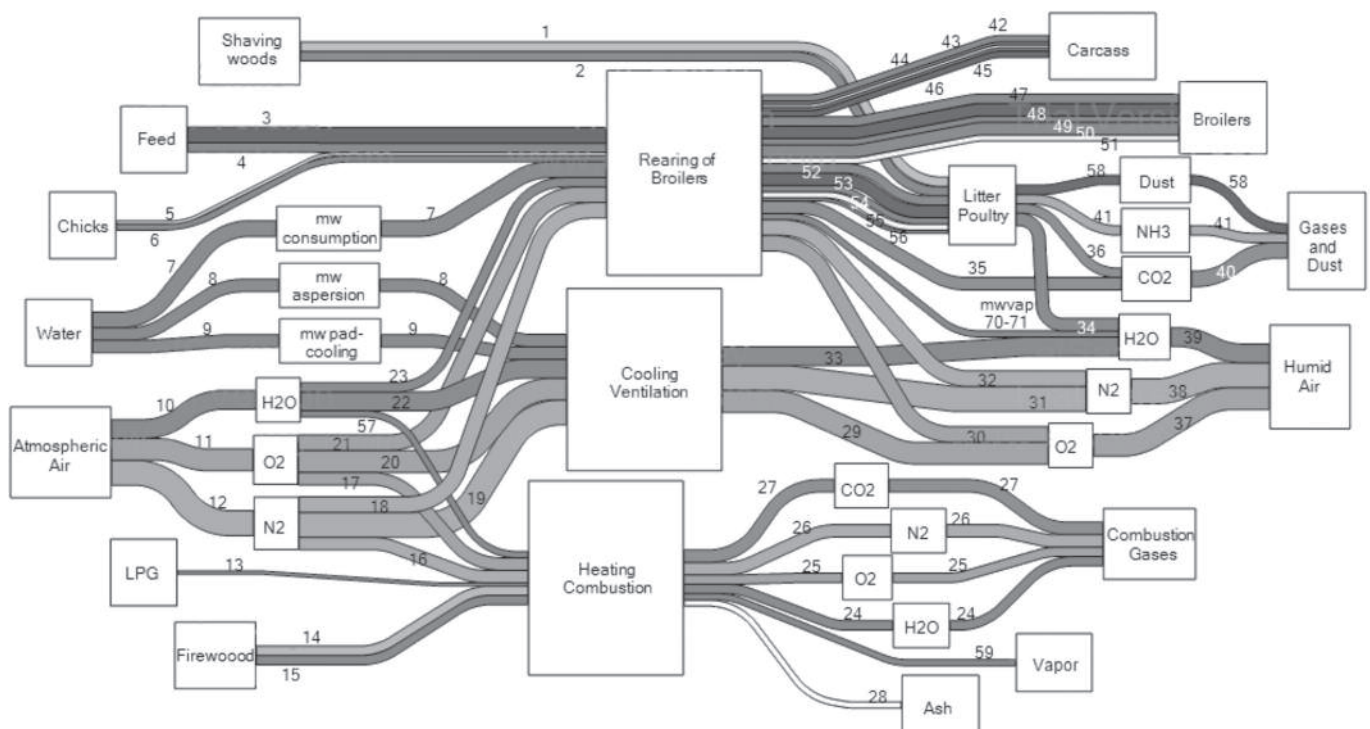 1
42
Shaving
woods
43
Carcass
44
45
2
46
47
48
49
50
51
Broilers
3
Feed
4
Rearing of
Broilers
52
53
54
55
56
58
Dust
58
Litter
Poultry
5
Chicks
6
mw
consumption
7
7
41
NH3
41
Gases
and
Dust
36
35
CO2
40
8
mw
aspersion
8
mwvap
70-71
34
H2O
39
Water
9
mw pad-
cooling
9
33
Cooling
Ventilation
Humid
Air
23
10
H2O
22
32
N2
38
31
57
11
Atmospheric
Air
21
O2
20
29
30
O2
37
17
12
18
19
N2
27
CO2
27
16
26
N2
26
Combustion
Gases
LPG
13
Heating
Combustion
25
O2
25
24
H2O
24
14
Firewoood
15
59
Vapor
28
Ash